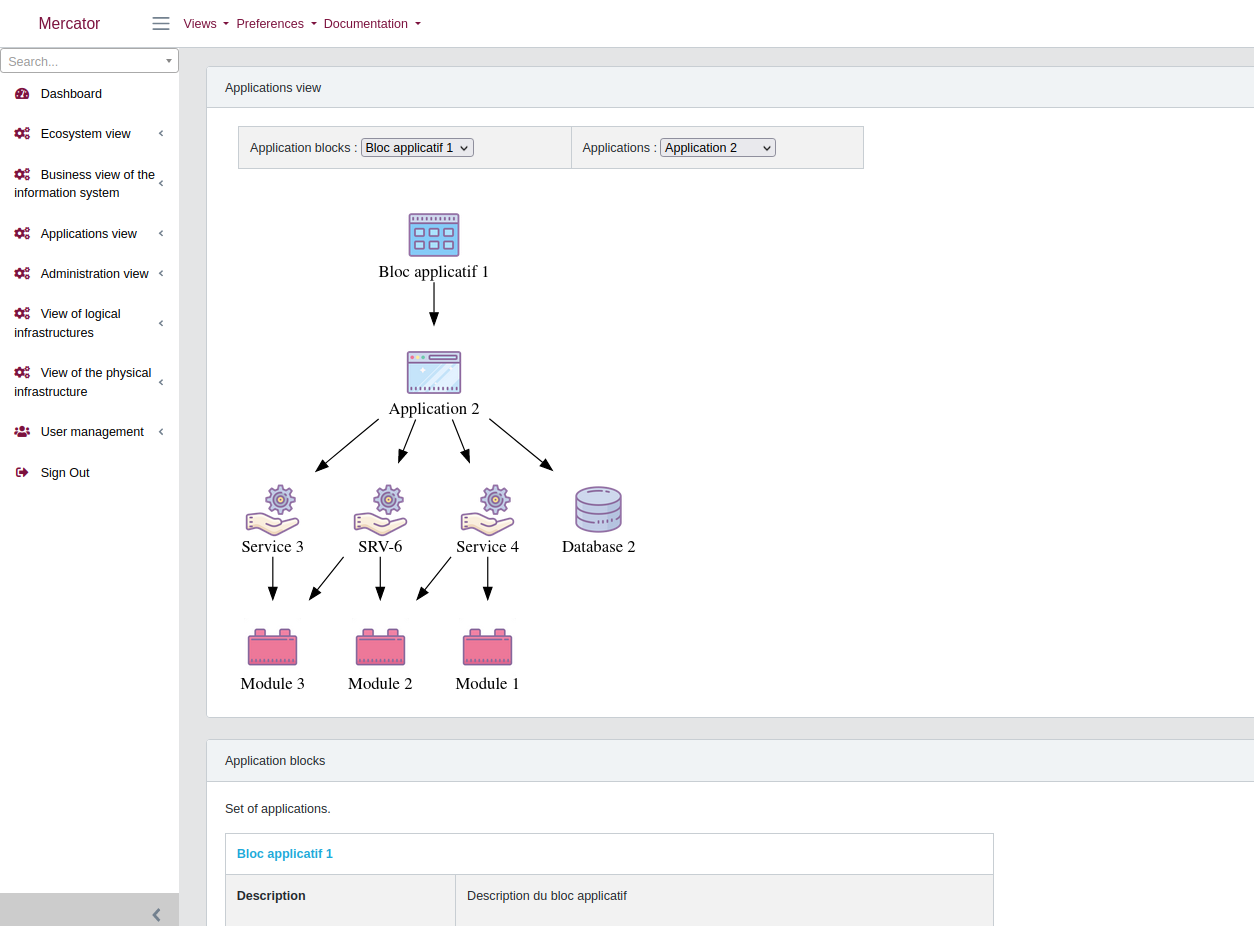 Mercator
Views Preferences Documentation
Search...
Dashboard
Ecosystem view
Business view of the
information system
Applications view
Administration view
View of logical
infrastructures
View of the physical
infrastructure
User management
Sign Out
Applications view
Application blocks : Bloc applicatif 1 Applications : Application 2
Bloc applicatif 1
Application 2
Service 3 SRV-6 Service 4 Database 2
Module 3 Module 2 Module 1
Application blocks
Set of applications.
Bloc applicatif 1
Description Description du bloc applicatif